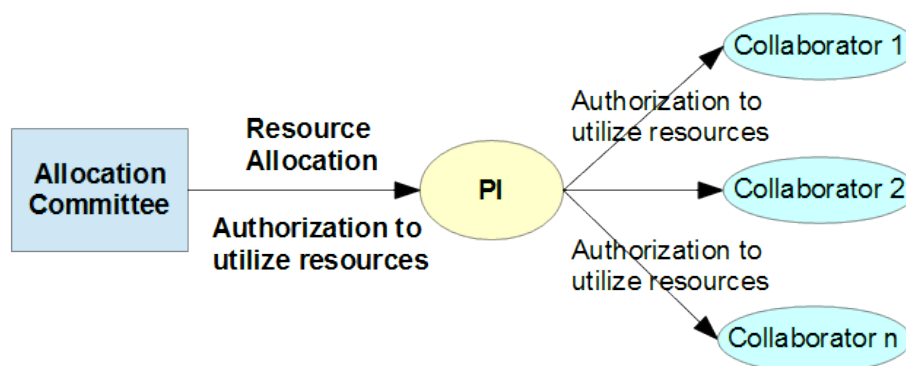 Collaborator 1
Authorization to
utilize resources
Resource
Allocation
Allocation
Committee
PI
Collaborator 2
Authorization to
utilize resources
Authorization to
utilize resources
Collaborator n